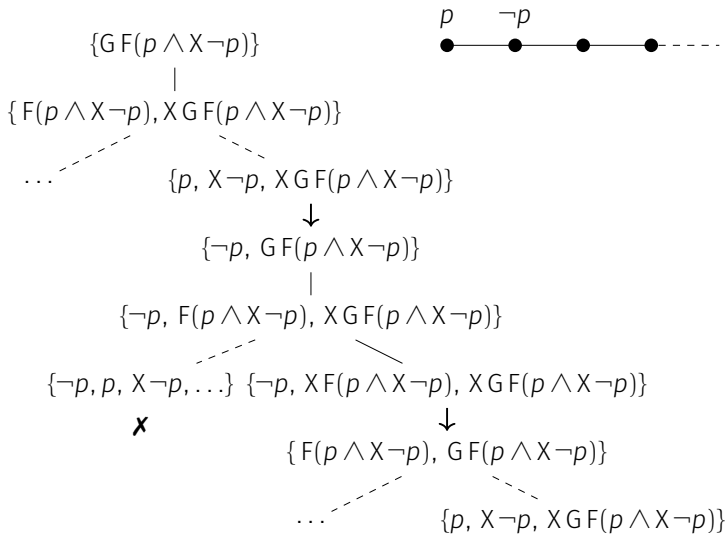 p ¬p
{G F(p ∧ X ¬p)}
{F(p ∧ X ¬p), X G F(p ∧ X ¬p)}
... {p, X ¬p, X G F(p ∧ X ¬p)}
{¬p, G F(p ∧ X ¬p)}
{¬p, F(p ∧ X ¬p), X G F(p ∧ X ¬p)}
{¬p, p, X ¬p, ...} {¬p, X F(p ∧ X ¬p), X G F(p ∧ X ¬p)}
✗
{F(p ∧ X ¬p), G F(p ∧ X ¬p)}
... {p, X ¬p, X G F(p ∧ X ¬p)}